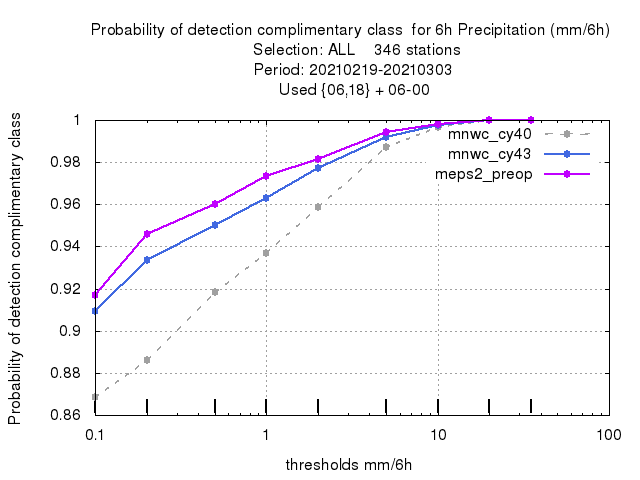 Probability of detection complimentary class  for 6h Precipitation (mm/6h)
Selection: ALL    346 stations
Period: 20210219-20210303
Used {06,18} + 06-00
Probability of detection complimentary class
1
0.98
0.96
0.94
0.92
0.9
0.88
0.86
mnwc_cy40
mnwc_cy43
meps2_preop
0.1
1
10
100
thresholds mm/6h